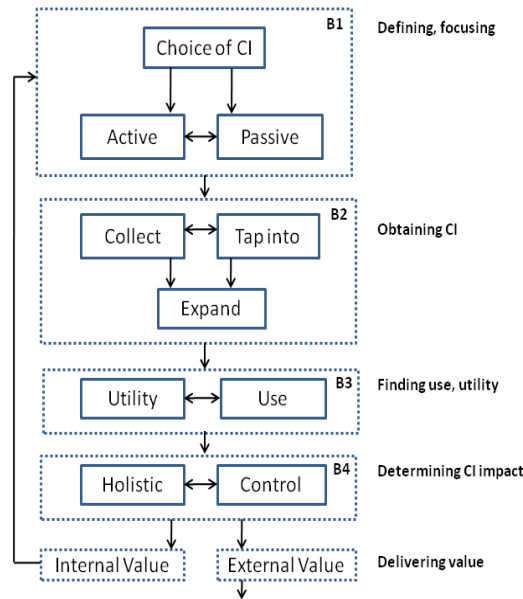 B1
Defining, focusing
Choice of CI
Active
Passive
B2
Obtaining CI
Collect
Tap into
Expand
B3
Finding use, utility
Utility
Use
B4
Determining CI impact
Holistic
Control
Internal Value
External Value
Delivering value